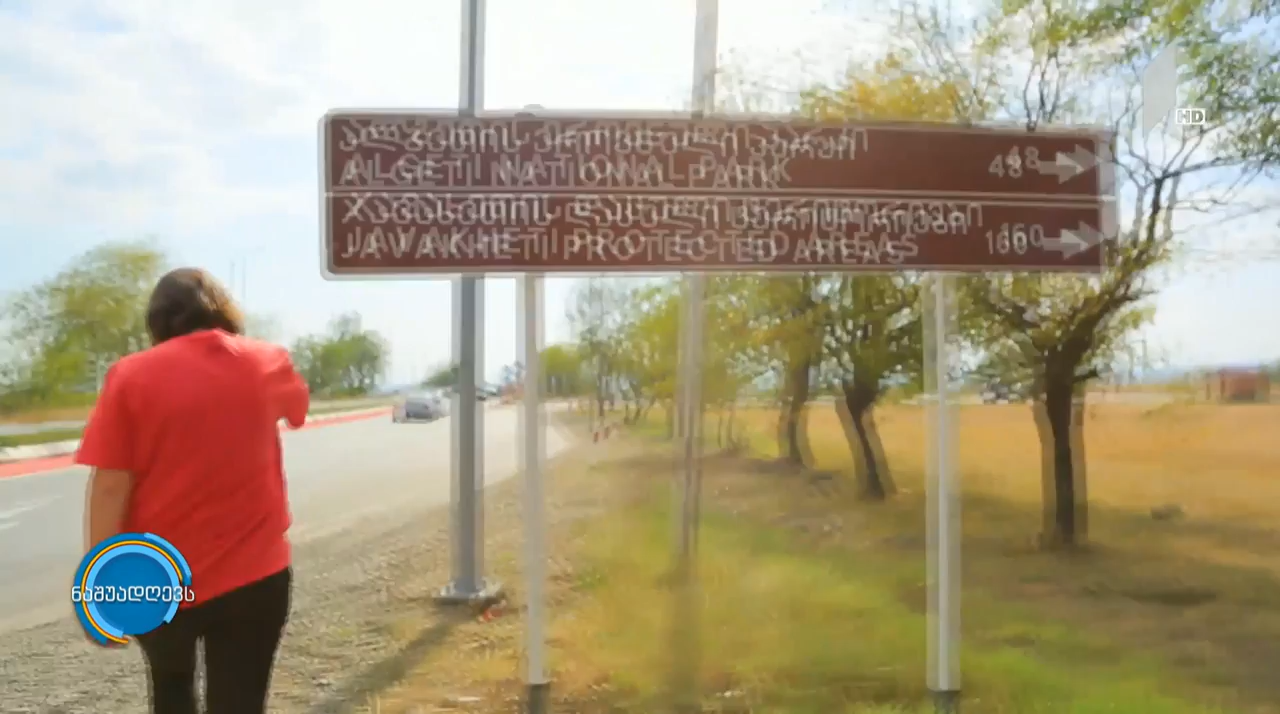 ალგეთის ეროვნული პარკი 48
ALGETI NATIONAL PARK
ჯავახეთის დაცული ტერიტორიები 160
JAVAKHETI PROTECTED AREAS
HD
ნაშუადღევს